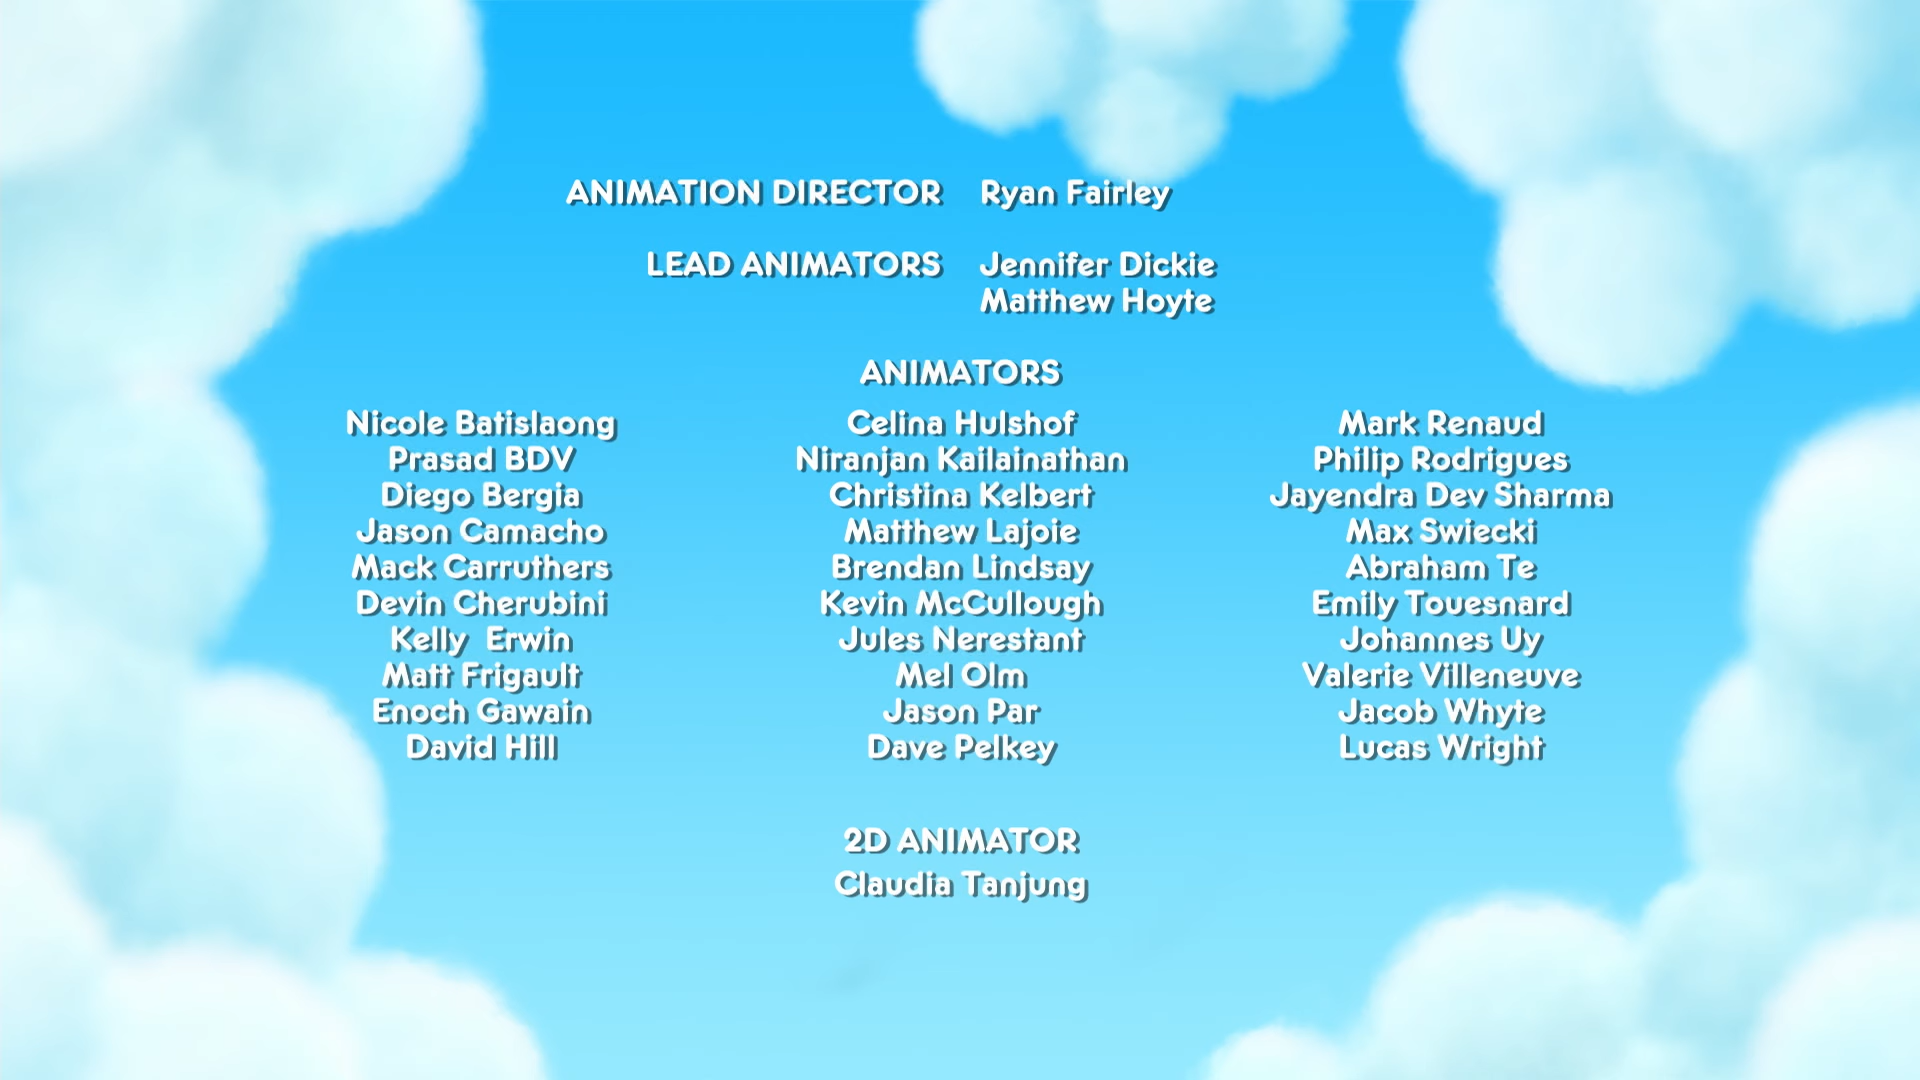 ANIMATION DIRECTOR Ryan Fairley
LEAD ANIMATORS Jennifer Dickie
Matthew Hoyte
ANIMATORS
Nicole Batislaong
Prasad BDV
Diego Bergia
Jason Camacho
Mack Carruthers
Devin Cherubini
Kelly  Erwin
Matt Frigault
Enoch Gawain
David Hill
Celina Hulshof
Niranjan Kailainathan
Christina Kelbert
Matthew Lajoie
Brendan Lindsay
Kevin McCullough
Jules Nerestant
Mel Olm
Jason Par
Dave Pelkey
Mark Renaud
Philip Rodrigues
Jayendra Dev Sharma
Max Swiecki
Abraham Te
Emily Touesnard
Johannes Uy
Valerie Villeneuve
Jacob Whyte
Lucas Wright
2D ANIMATOR
Claudia Tanjung